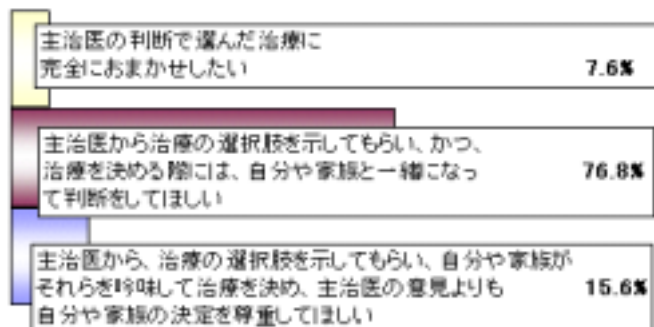 主治医の判断で選んだ治療に
完全におまかせしたい 7.6%
主治医から治療の選択肢を示してもらい、かつ、
治療を決める際には、自分や家族と一緒になっ
て判断をしてほしい 76.8%
主治医から、治療の選択肢を示してもらい、自分や家族が
それらを吟味して治療を決め、主治医の意見よりも
自分や家族の決定を尊重してほしい 15.6%